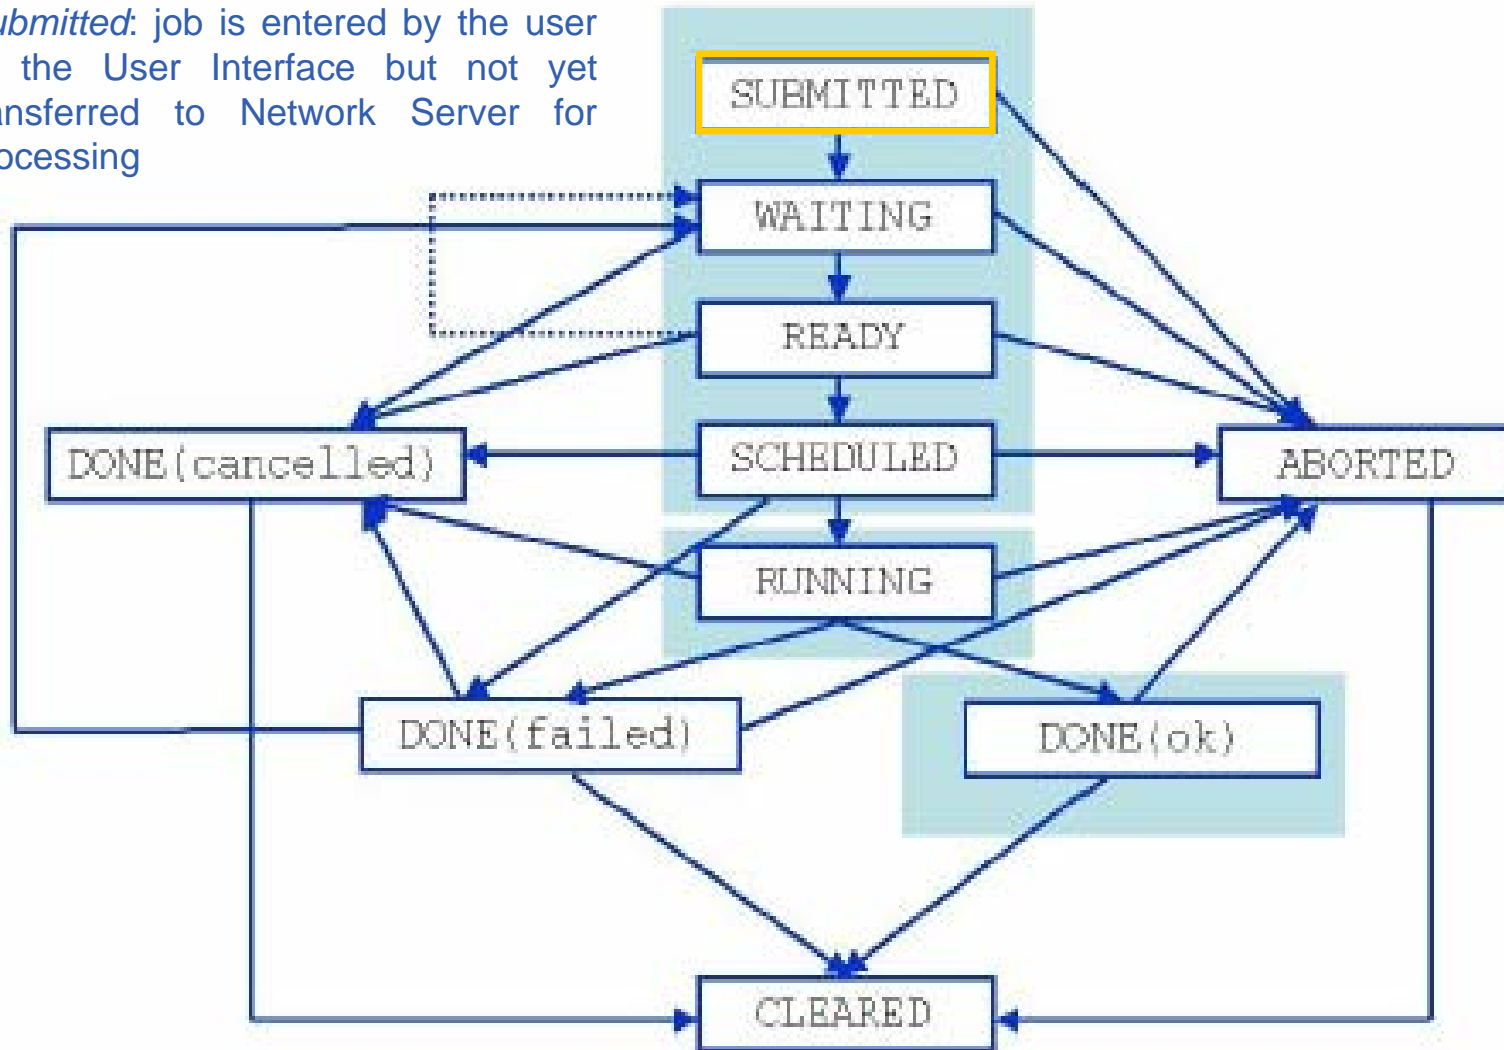 ubmitted: job is entered by the user
the User Interface but not yet
ansferred to Network Server for
ocessing
SUBMITTED
WAITING
READY
DONE(cancelled)
SCHEDULED
ABORTED
RUNNING
DONE(failed)
DONE(ok)
CLEARED